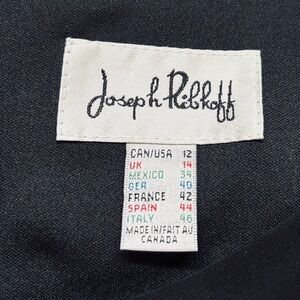 Joseph Ribkoff
CAN/USA 12
UK 14
MEXICO 34
GER 40
FRANCE 42
SPAIN 44
ITALY 46
MADE IN/FAIT AU
CANADA